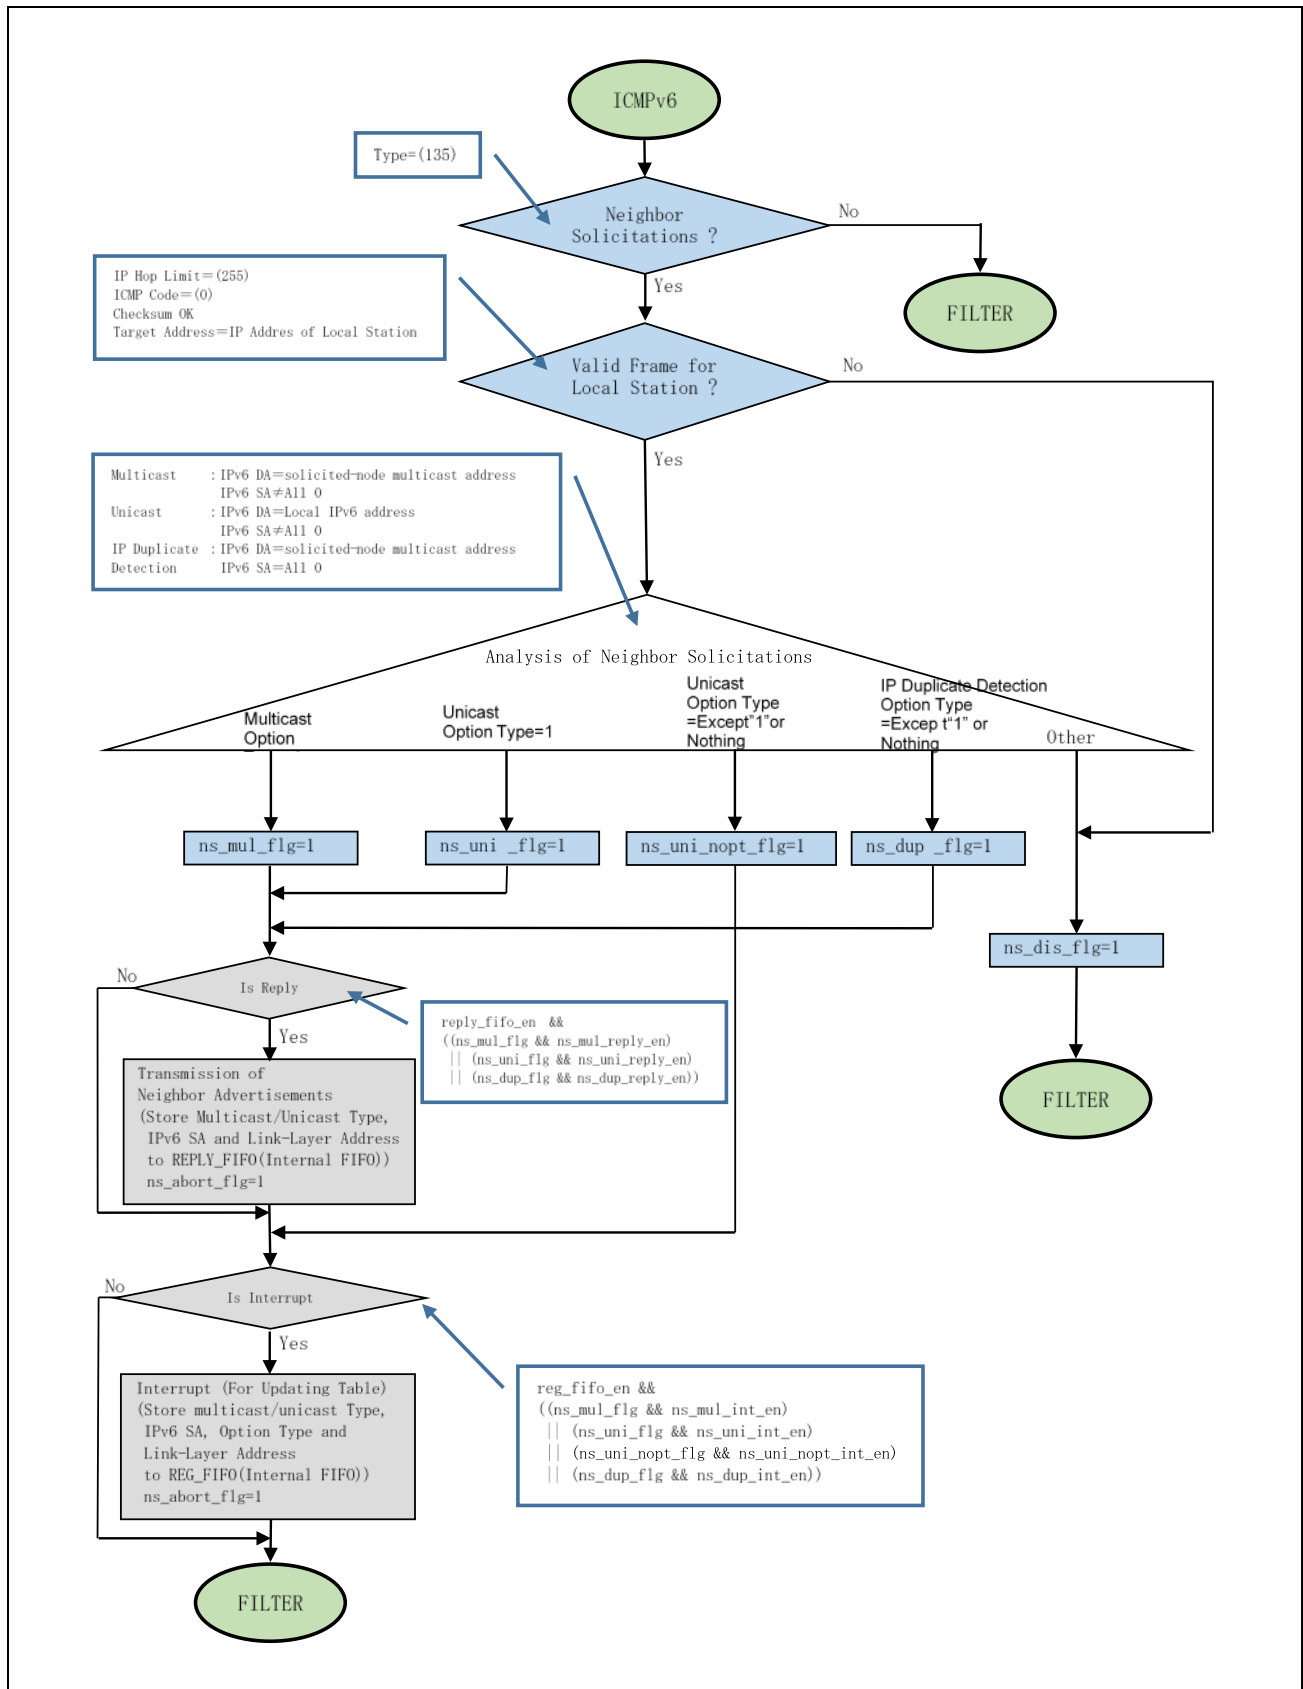 ICMPv6
Type=(135)
Neighbor
Solicitations ?
No
Yes
FILTER
IP Hop Limit=(255)
ICMP Code=(0)
Checksum OK
Target Address=IP Addres of Local Station
Valid Frame for
Local Station ?
No
Yes
Multicast :IPv6 DA=solicited-node multicast address
IPv6 SA≠All 0
Unicast :IPv6 DA=Local IPv6 address
IPv6 SA≠All 0
IP Duplicate :IPv6 DA=solicited-node multicast address
Detection IPv6 SA=All 0
Analysis of Neighbor Solicitations
Multicast
Option
Unicast
Option Type=1
Unicast
Option Type
=Except"1"or
Nothing
IP Duplicate Detection
Option Type
=Excep t"1" or
Nothing
Other
ns_mul_flg=1
ns_uni _flg=1
ns_uni_nopt_flg=1
ns_dup _flg=1
ns_dis_flg=1
FILTER
No
Is Reply
Yes
reply_fifo_en &&
((ns_mul_flg && ns_mul_reply_en)
|| (ns_uni_flg && ns_uni_reply_en)
|| (ns_dup_flg && ns_dup_reply_en))
Transmission of
Neighbor Advertisements
(Store Multicast/Unicast Type,
IPv6 SA and Link-Layer Address
to REPLY_FIFO(Internal FIFO))
ns_abort_flg=1
No
Is Interrupt
Yes
reg_fifo_en &&
((ns_mul_flg && ns_mul_int_en)
|| (ns_uni_flg && ns_uni_int_en)
|| (ns_uni_nopt_flg && ns_uni_nopt_int_en)
|| (ns_dup_flg && ns_dup_int_en))
Interrupt (For Updating Table)
(Store multicast/unicast Type,
IPv6 SA, Option Type and
Link-Layer Address
to REG_FIFO(Internal FIFO))
ns_abort_flg=1
FILTER